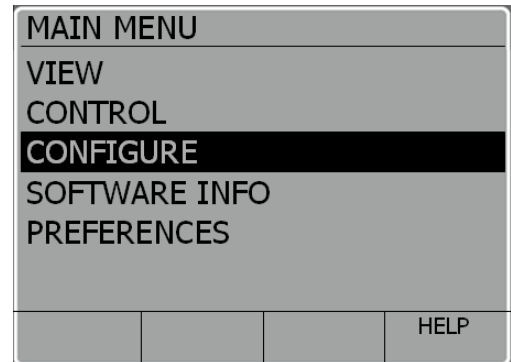 MAIN MENU
VIEW
CONTROL
CONFIGURE
SOFTWARE INFO
PREFERENCES
HELP